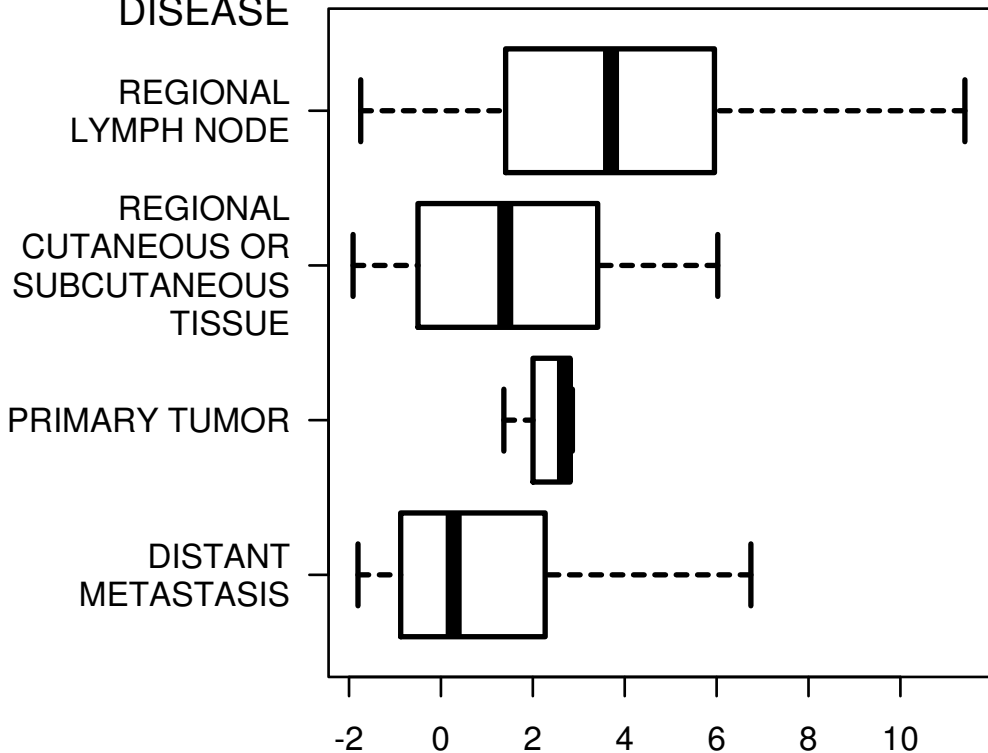 DISEASE
REGIONAL
LYMPH NODE
REGIONAL
CUTANEOUS OR
SUBCUTANEOUS
TISSUE
PRIMARY TUMOR
DISTANT
METASTASIS
-2 0 2 4 6 8 10